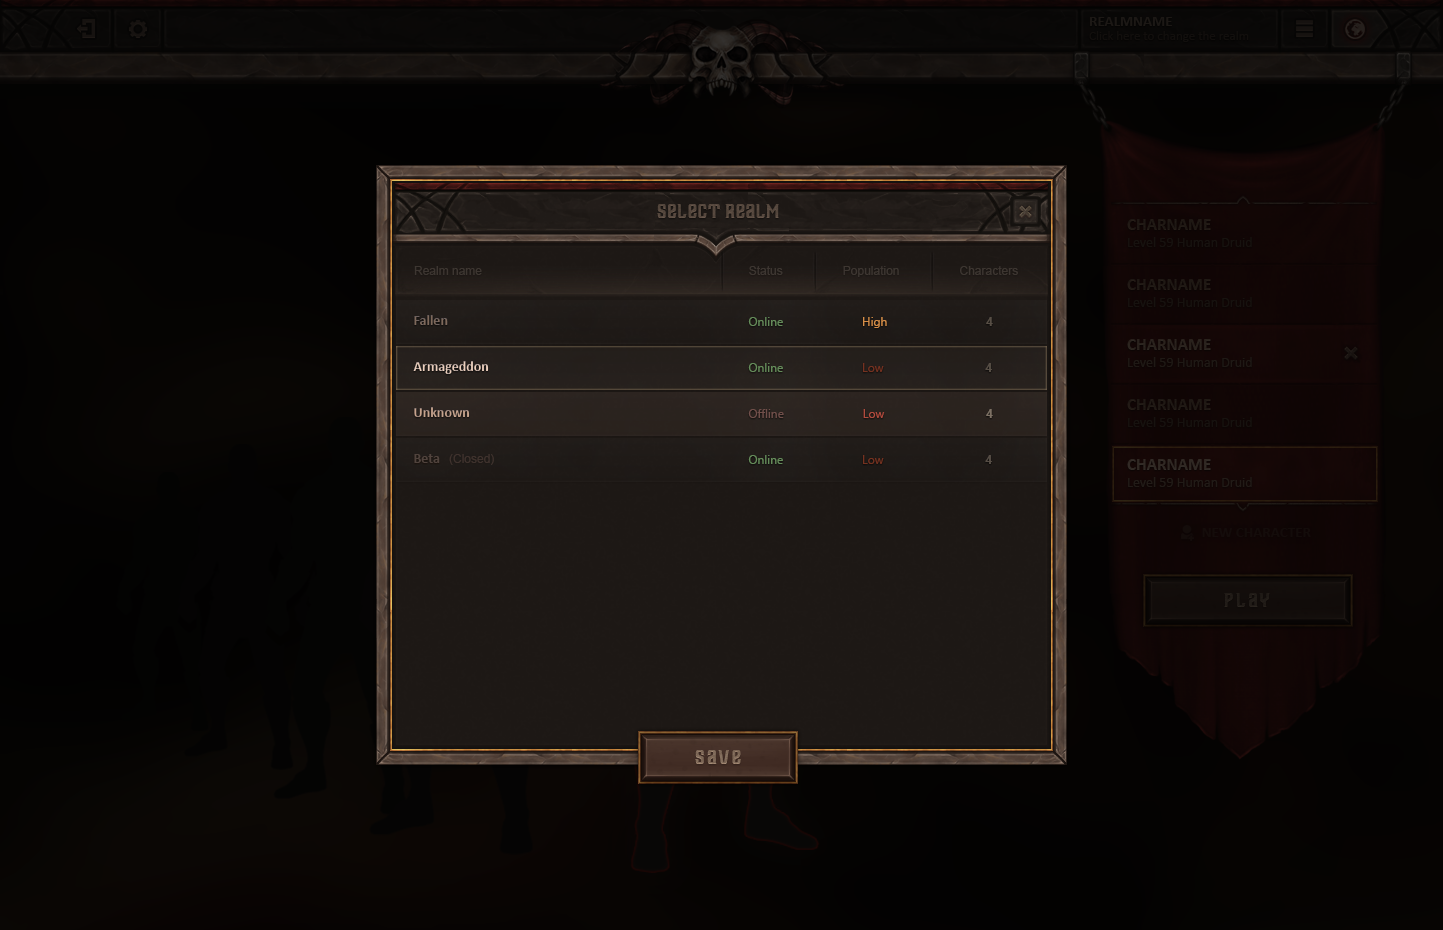 REALMNAME
Click here to change the realm
SELECT REALM
Realm name Status Population Characters
Fallen Online High 4
Armageddon Online Low 4
Unknown Offline Low 4
Beta (Closed) Online Low 4
SAVE
CHARNAME
Level 59 Human Druid
CHARNAME
Level 59 Human Druid
CHARNAME
Level 59 Human Druid
CHARNAME
Level 59 Human Druid
CHARNAME
Level 59 Human Druid
NEW CHARACTER
PLAY